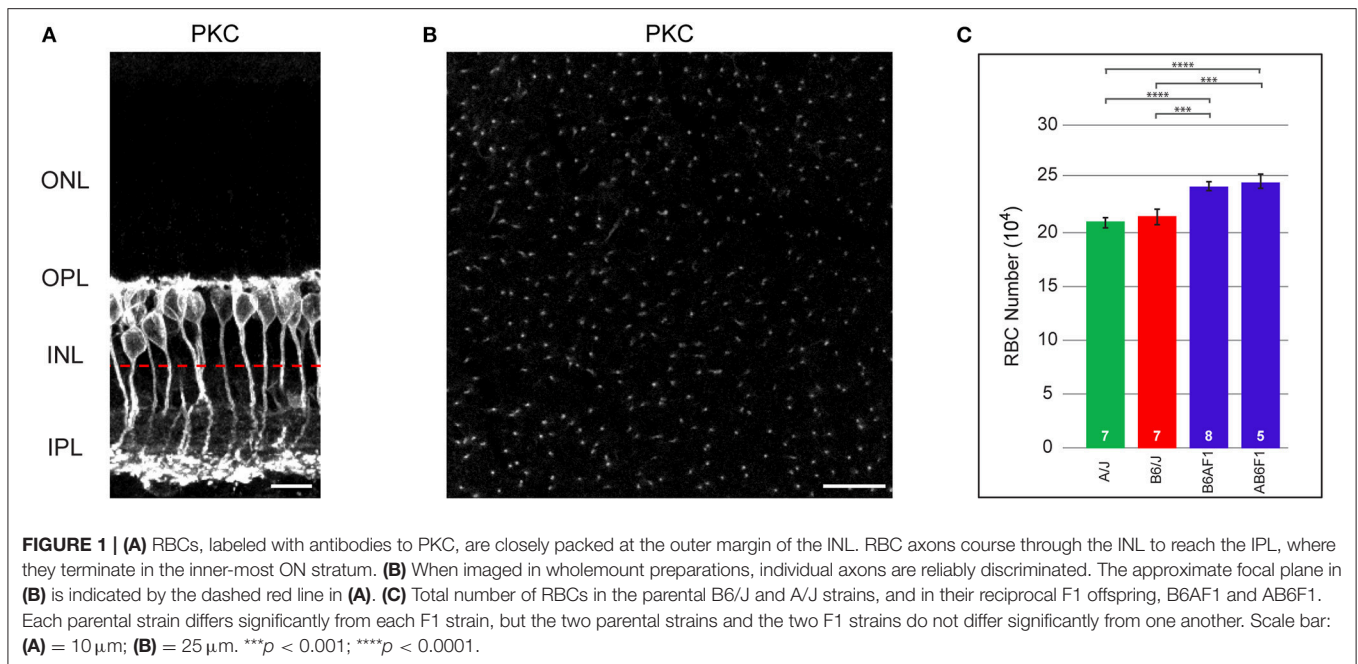 A
PKC
ONL
OPL
INL
IPL
B
PKC
C
****
***
****
***
RBC Number (10⁴)
30
25
20
15
10
5
0
7
7
8
5
A/J
B6/J
B6AF1
AB6F1
FIGURE 1 | (A) RBCs, labeled with antibodies to PKC, are closely packed at the outer margin of the INL. RBC axons course through the INL to reach the IPL, where
they terminate in the inner-most ON stratum. (B) When imaged in wholemount preparations, individual axons are reliably discriminated. The approximate focal plane in
(B) is indicated by the dashed red line in (A). (C) Total number of RBCs in the parental B6/J and A/J strains, and in their reciprocal F1 offspring, B6AF1 and AB6F1.
Each parental strain differs significantly from each F1 strain, but the two parental strains and the two F1 strains do not differ significantly from one another. Scale bar:
(A) = 10 μm; (B) = 25 μm. ***p < 0.001; ****p < 0.0001.